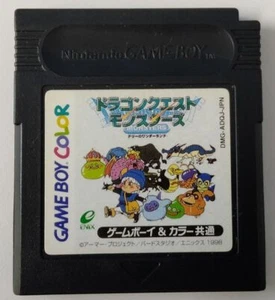 Nintendo GAME BOY
ドラゴンクエスト
モンスターズ
テリーのワンダーランド
GAME BOY COLOR
DMG-ADQJ-JPN
ENIX
ゲームボーイ & カラー共通
©アーマー プロジェクト/バードスタジオ/エニックス 1998